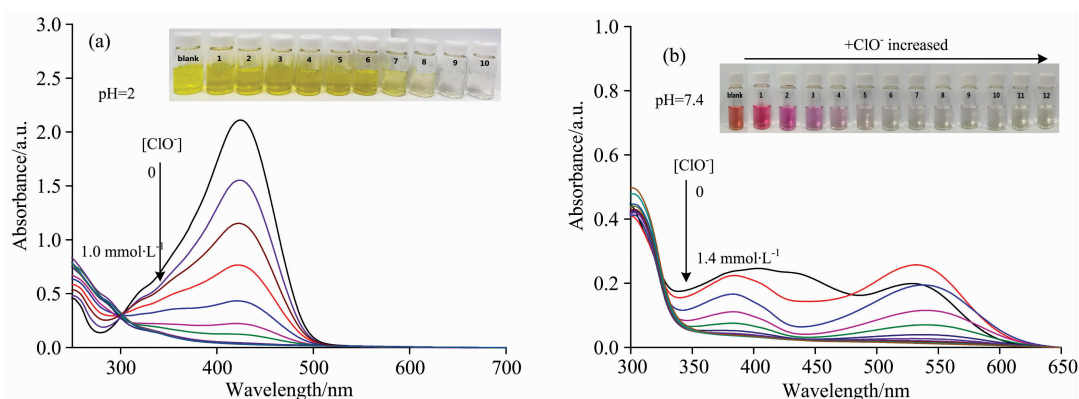 (a)
blank 1 2 3 4 5 6 7 8 9 10
pH=2
[ClO⁻]
0
1.0 mmol·L⁻¹
3.0
2.5
2.0
1.5
1.0
0.5
0.0
300 400 500 600 700
Absorbance/a.u.
Wavelength/nm
(b)
+ClO⁻ increased
blank 1 2 3 4 5 6 7 8 9 10 11 12
pH=7.4
[ClO⁻]
0
1.4 mmol·L⁻¹
1.0
0.8
0.6
0.4
0.2
0.0
300 350 400 450 500 550 600 650
Absorbance/a.u.
Wavelength/nm